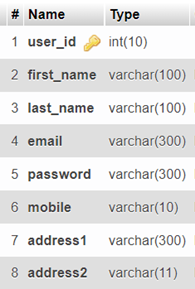 # Name Type
1 user_id int(10)
2 first_name varchar(100)
3 last_name varchar(100)
4 email varchar(300)
5 password varchar(300)
6 mobile varchar(10)
7 address1 varchar(300)
8 address2 varchar(11)